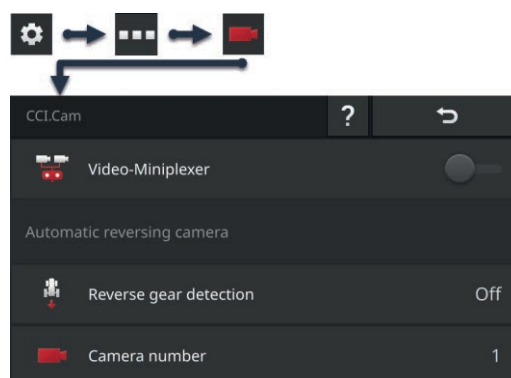 CCI.Cam ?
Video-Miniplexer
Automatic reversing camera
Reverse gear detection Off
Camera number 1